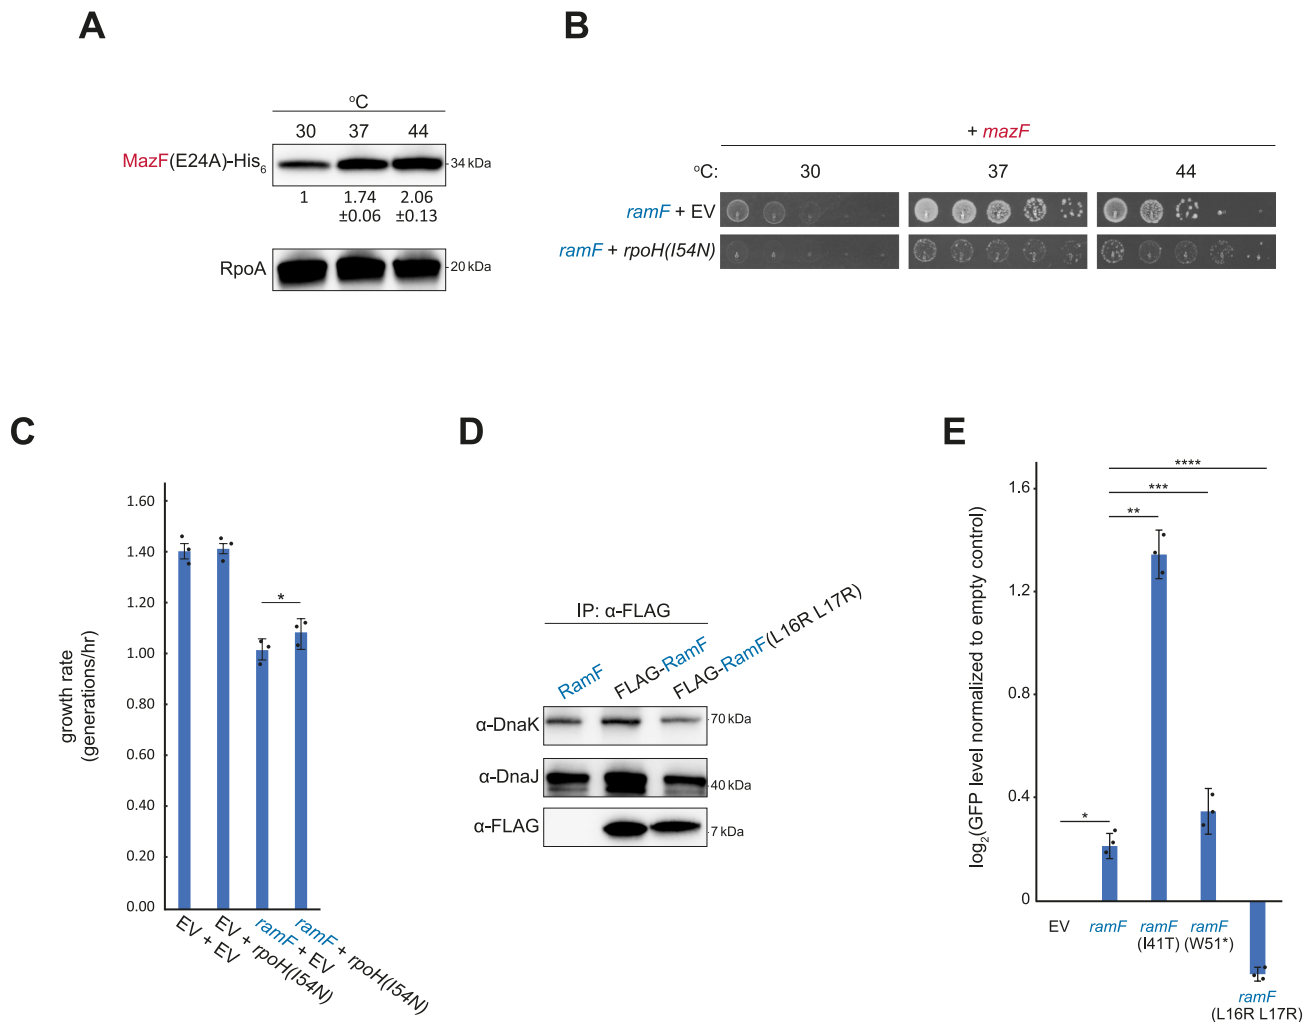 A
°C
30 37 44
MazF(E24A)-His₆
34 kDa
1 1.74 2.06
±0.06 ±0.13
RpoA
20 kDa
B
+ mazF
°C: 30 37 44
ramF + EV
ramF + rpoH(I54N)
C
growth rate
(generations/hr)
1.60
1.40
1.20
1.00
0.80
0.60
0.40
0.20
0.00
*
EV + EV
EV + rpoH(I54N)
ramF + EV
ramF + rpoH(I54N)
D
IP: α-FLAG
RamF
FLAG-RamF
FLAG-RamF(L16R L17R)
α-DnaK
70 kDa
α-DnaJ
40 kDa
α-FLAG
7 kDa
E
log₂(GFP level normalized to empty control)
1.6
1.2
0.8
0.4
0
****
***
**
*
EV
ramF
ramF
(I41T)
ramF
(W51*)
ramF
(L16R L17R)